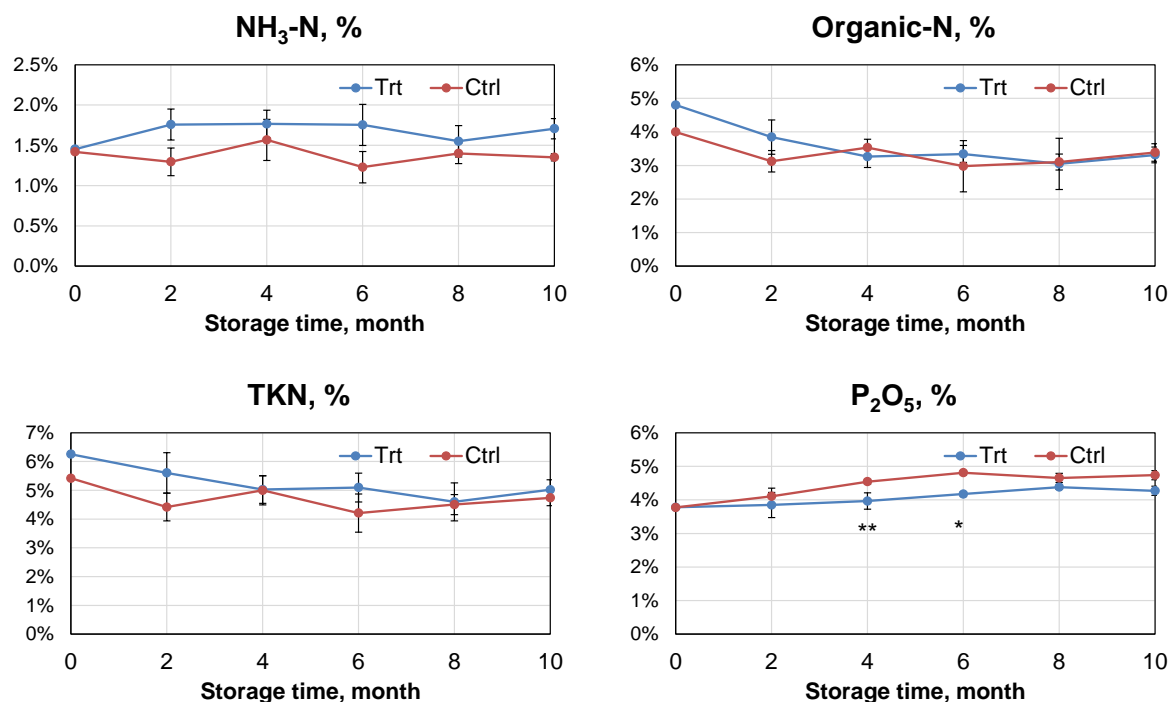 NH₃-N, %
2.5%
2.0%
1.5%
1.0%
0.5%
0.0%
Trt Ctrl
0 2 4 6 8 10
Storage time, month
Organic-N, %
6%
5%
4%
3%
2%
1%
0%
Trt Ctrl
0 2 4 6 8 10
Storage time, month
TKN, %
7%
6%
5%
4%
3%
2%
1%
0%
Trt Ctrl
0 2 4 6 8 10
Storage time, month
P₂O₅, %
6%
5%
4%
3%
2%
1%
0%
Trt Ctrl
** *
0 2 4 6 8 10
Storage time, month